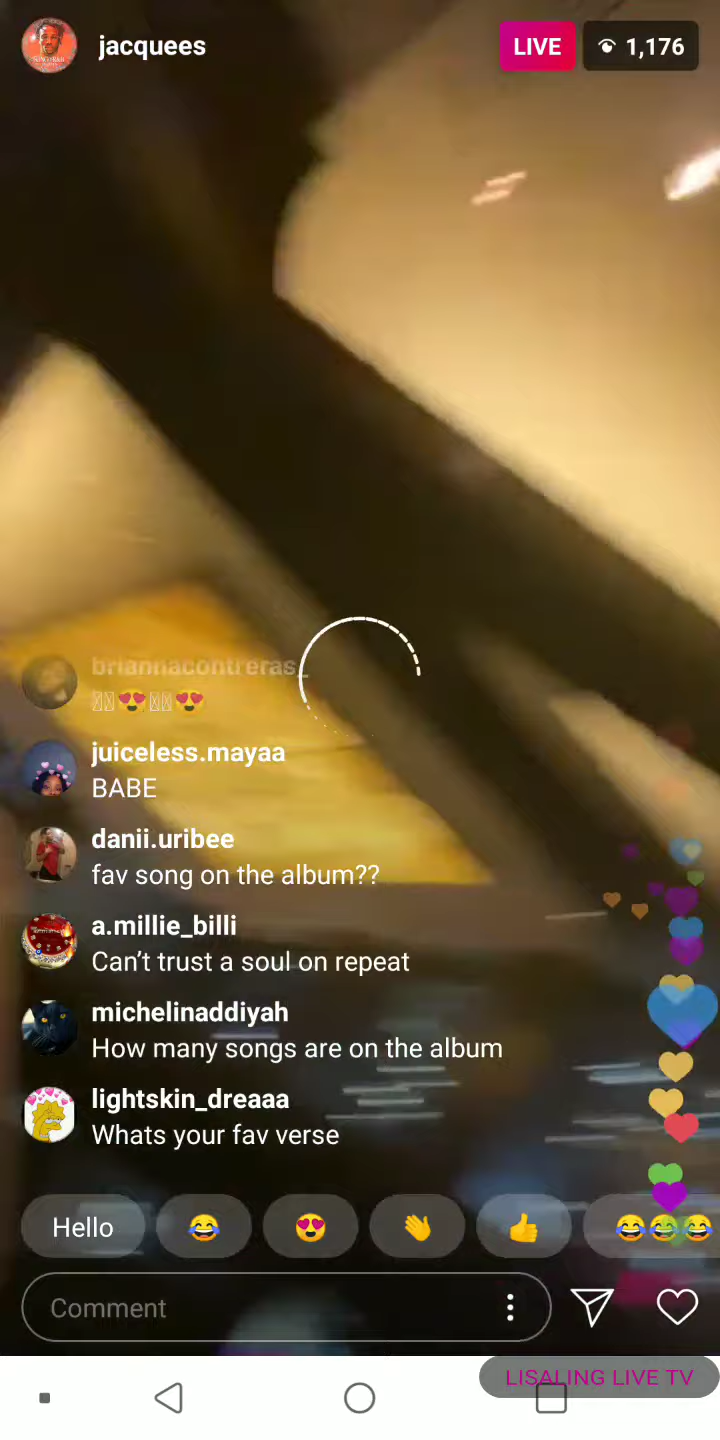 jacquees
LIVE
1,176
briannacontreras_
😍😍
juiceless.mayaa
BABE
danii.uribee
fav song on the album??
a.millie_billi
Can’t trust a soul on repeat
michelinaddiyah
How many songs are on the album
lightskin_dreaaa
Whats your fav verse
Hello 😂 😍 👋 👍 😂😂😂
Comment
LISALING LIVE TV